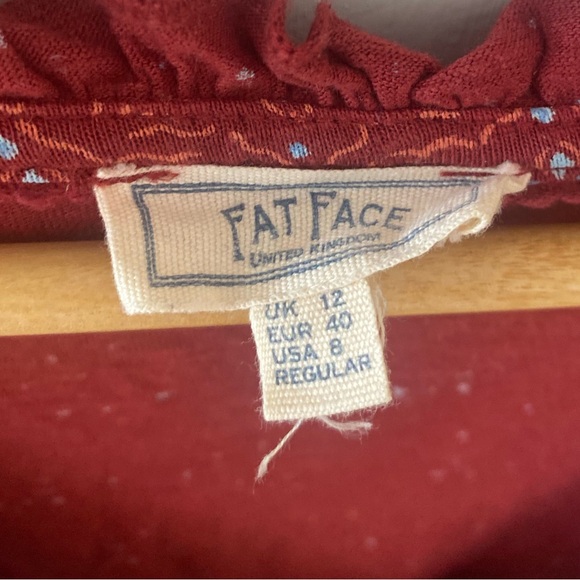 FAT FACE
UNITED KINGDOM
UK 12
EUR 40
USA 8
REGULAR